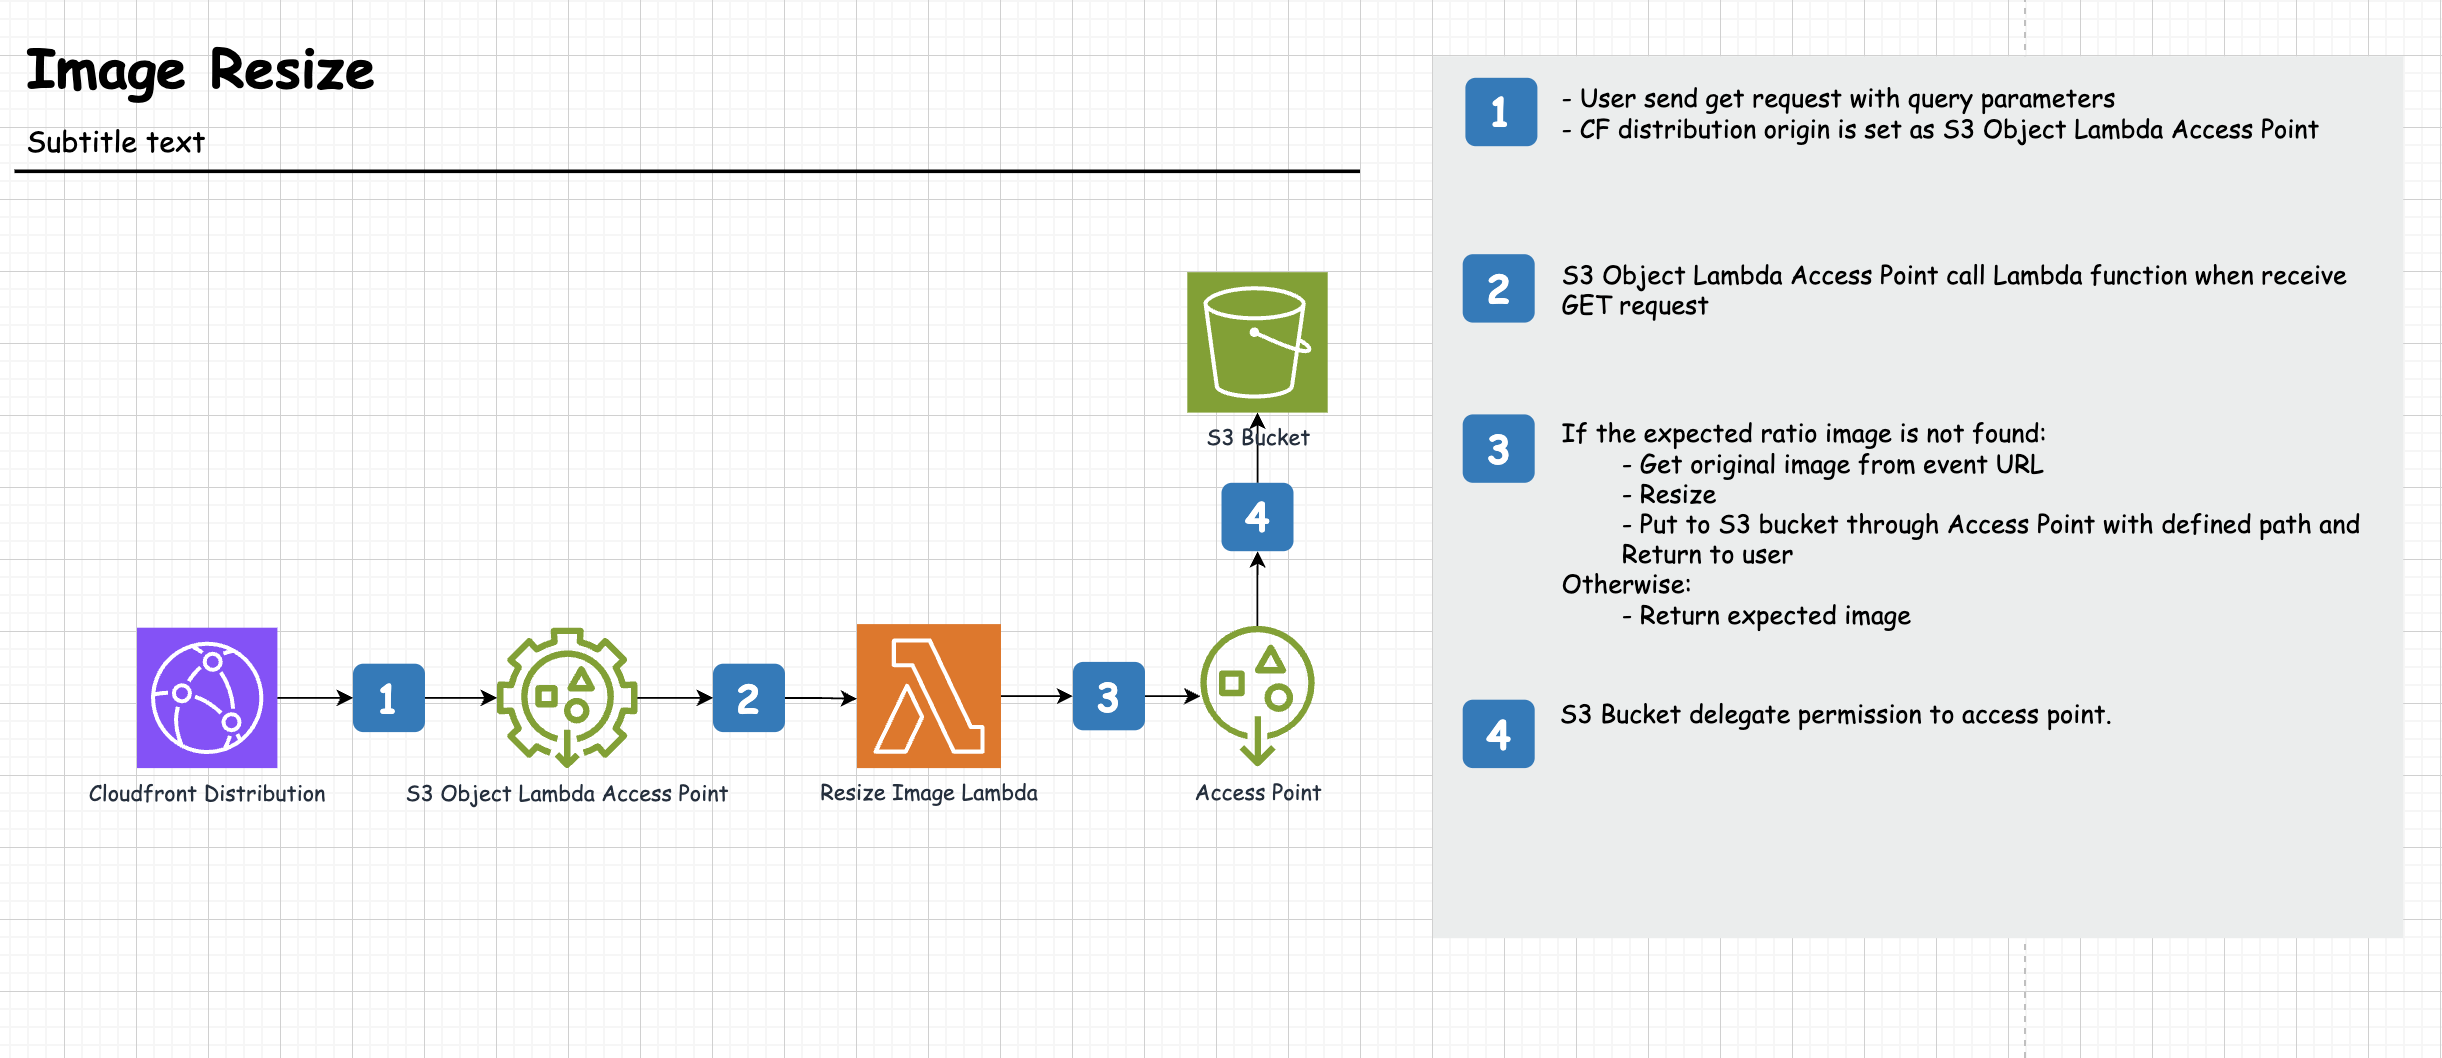 Image Resize
Subtitle text
S3 Bucket
4
1
2
3
Cloudfront Distribution
S3 Object Lambda Access Point
Resize Image Lambda
Access Point
1
- User send get request with query parameters
- CF distribution origin is set as S3 Object Lambda Access Point
2
S3 Object Lambda Access Point call Lambda function when receive
GET request
3
If the expected ratio image is not found:
- Get original image from event URL
- Resize
- Put to S3 bucket through Access Point with defined path and
Return to user
Otherwise:
- Return expected image
4
S3 Bucket delegate permission to access point.